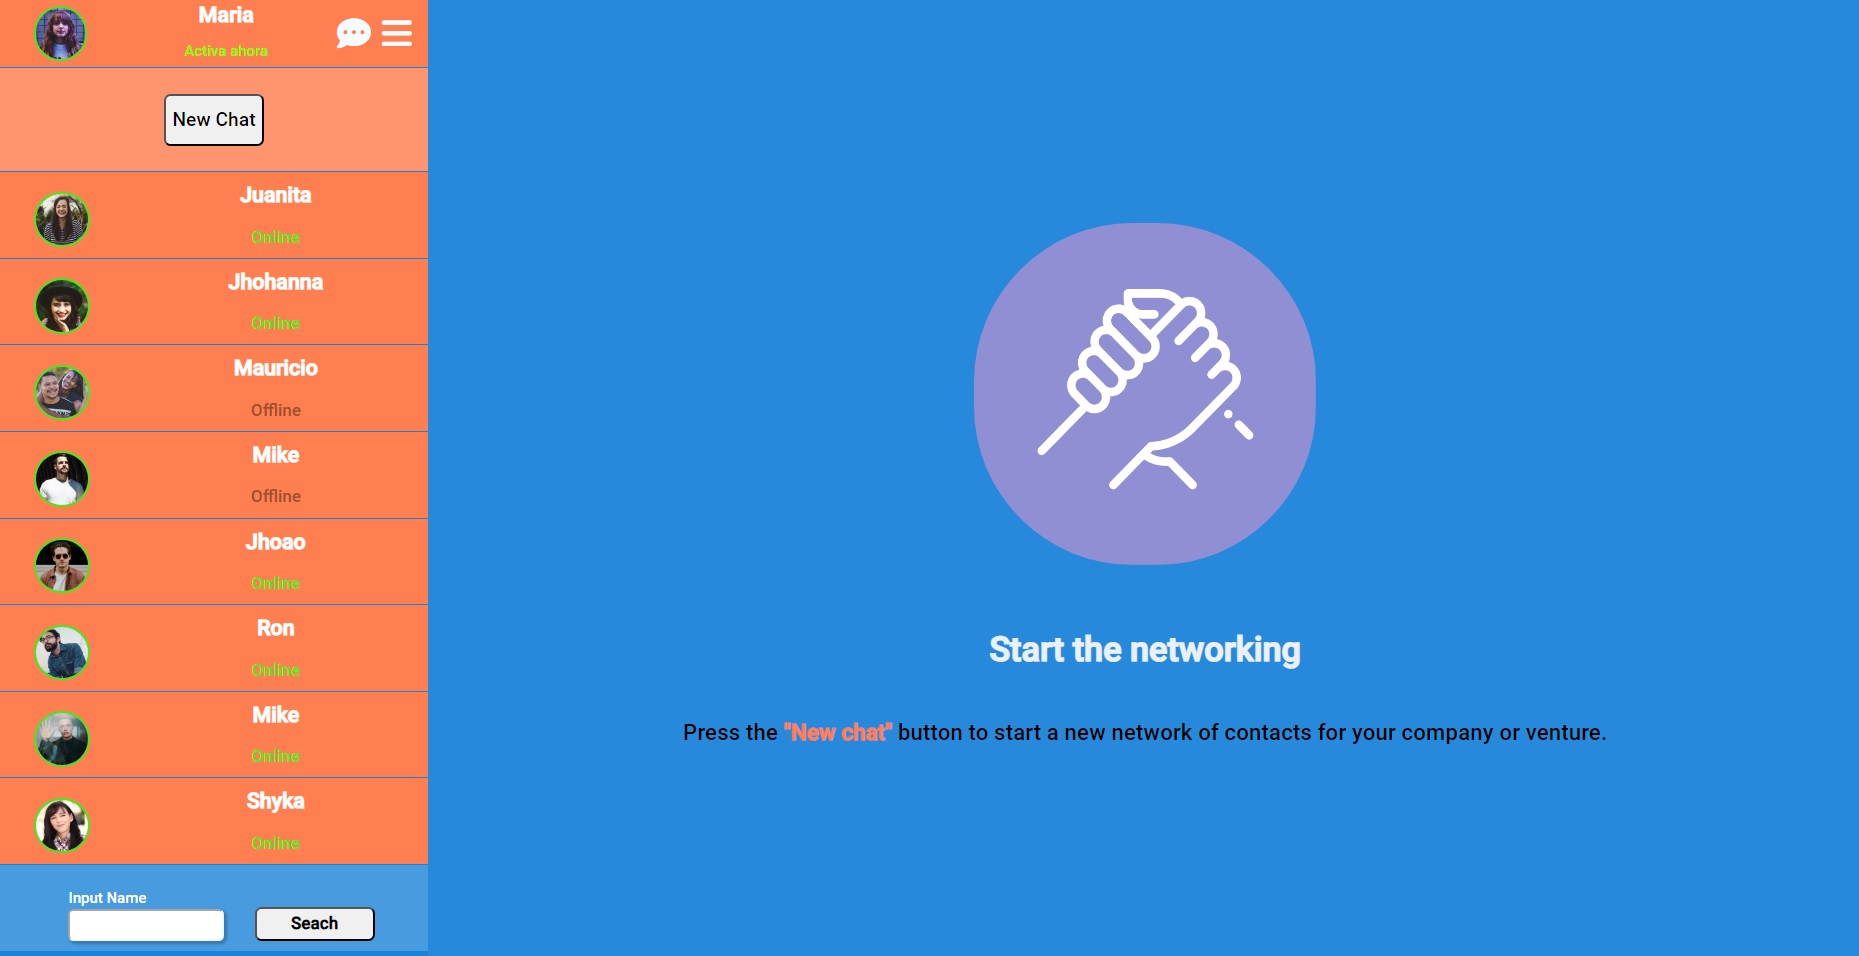 Maria
Activa ahora
New Chat
Juanita
Online
Jhohanna
Online
Mauricio
Offline
Mike
Offline
Jhoao
Online
Ron
Online
Mike
Online
Shyka
Online
Input Name
Seach
Start the networking
Press the "New chat" button to start a new network of contacts for your company or venture.